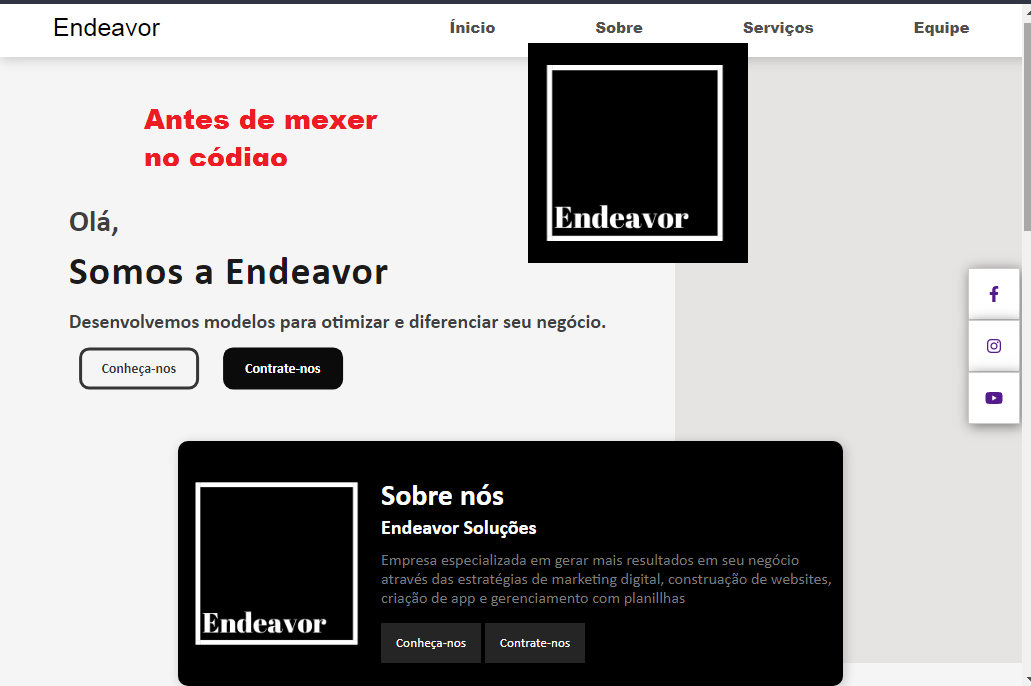 Endeavor
Ínicio
Sobre
Serviços
Equipe
Antes de mexer
no código
Endeavor
Olá,
Somos a Endeavor
Desenvolvemos modelos para otimizar e diferenciar seu negócio.
Conheça-nos
Contrate-nos
Endeavor
Sobre nós
Endeavor Soluções
Empresa especializada em gerar mais resultados em seu negócio
através das estratégias de marketing digital, construação de websites,
criação de app e gerenciamento com planillhas
Conheça-nos
Contrate-nos